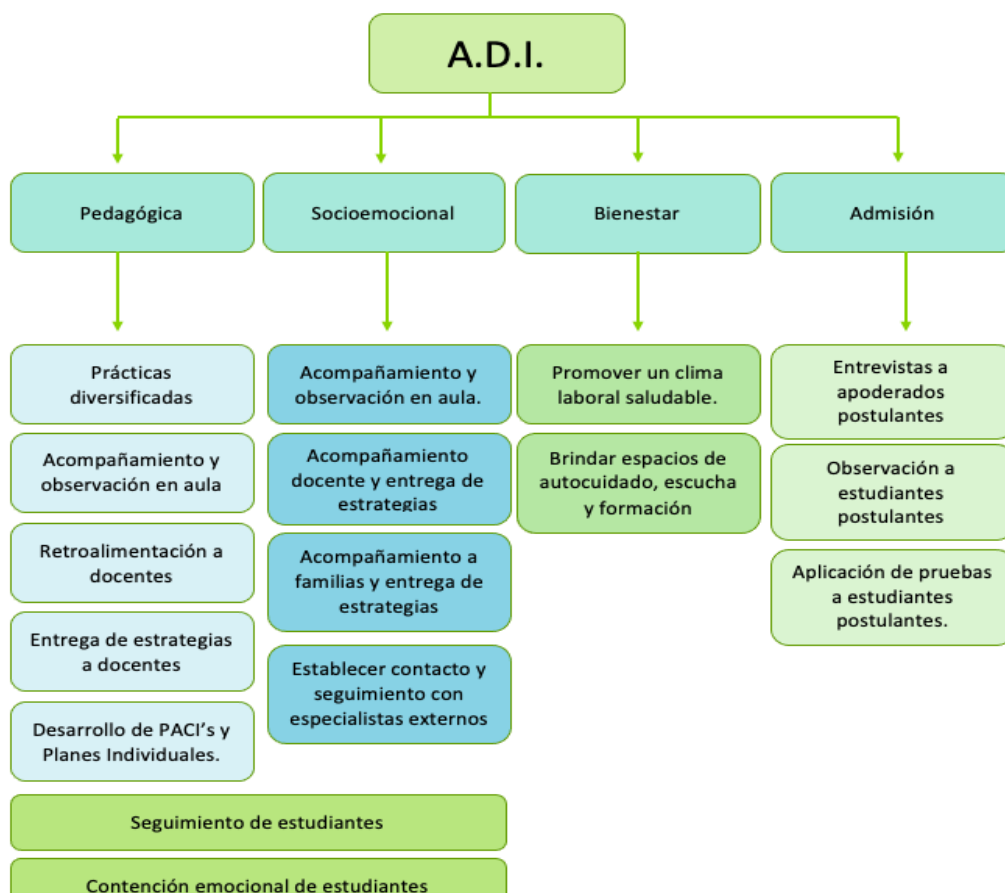 A.D.I.
Pedagógica
Socioemocional
Bienestar
Admisión
Prácticas
diversificadas
Acompañamiento y
observación en aula
Retroalimentación a
docentes
Entrega de estrategias
a docentes
Desarrollo de PACI's y
Planes Individuales.
Acompañamiento y
observación en aula.
Acompañamiento
docente y entrega de
estrategias
Acompañamiento a
familias y entrega de
estrategias
Establecer contacto y
seguimiento con
especialistas externos
Promover un clima
laboral saludable.
Brindar espacios de
autocuidado, escucha
y formación
Entrevistas a
apoderados
postulantes
Observación a
estudiantes
postulantes
Aplicación de pruebas
a estudiantes
postulantes.
Seguimiento de estudiantes
Contención emocional de estudiantes